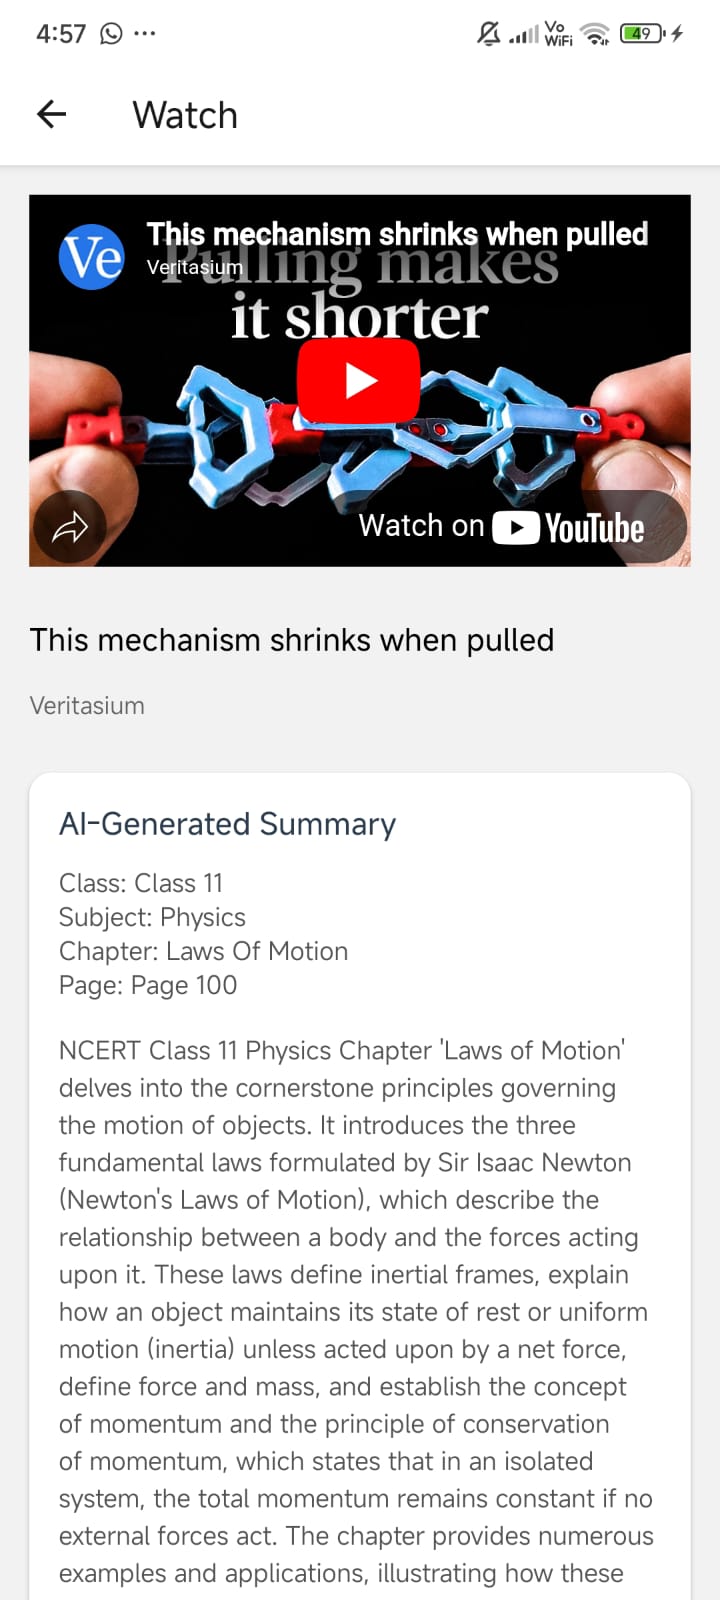 4:57
Vo
WiFi
49
Watch
Ve
This mechanism shrinks when pulled
Veritasium
Pulling makes
it shorter
Watch on YouTube
This mechanism shrinks when pulled
Veritasium
AI-Generated Summary
Class: Class 11
Subject: Physics
Chapter: Laws Of Motion
Page: Page 100
NCERT Class 11 Physics Chapter 'Laws of Motion'
delves into the cornerstone principles governing
the motion of objects. It introduces the three
fundamental laws formulated by Sir Isaac Newton
(Newton's Laws of Motion), which describe the
relationship between a body and the forces acting
upon it. These laws define inertial frames, explain
how an object maintains its state of rest or uniform
motion (inertia) unless acted upon by a net force,
define force and mass, and establish the concept
of momentum and the principle of conservation
of momentum, which states that in an isolated
system, the total momentum remains constant if no
external forces act. The chapter provides numerous
examples and applications, illustrating how these